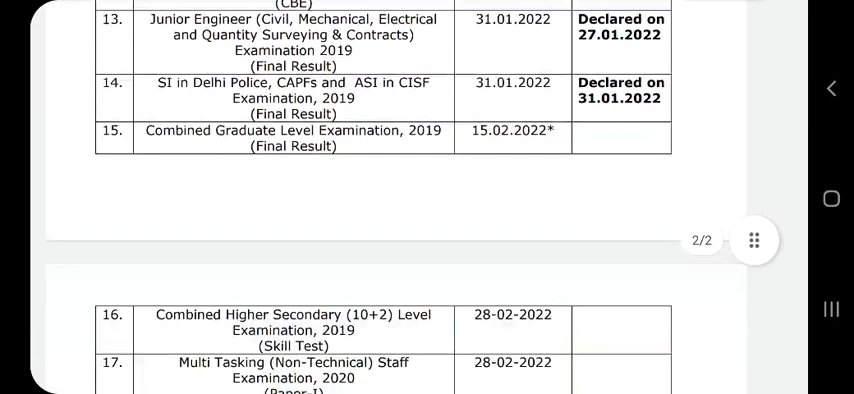 (CBE)
13. Junior Engineer (Civil, Mechanical, Electrical 31.01.2022 Declared on
and Quantity Surveying & Contracts) 27.01.2022
Examination 2019
(Final Result)
14. SI in Delhi Police, CAPFs and ASI in CISF 31.01.2022 Declared on
Examination, 2019 31.01.2022
(Final Result)
15. Combined Graduate Level Examination, 2019 15.02.2022*
(Final Result)
2/2
16. Combined Higher Secondary (10+2) Level 28-02-2022
Examination, 2019
(Skill Test)
17. Multi Tasking (Non-Technical) Staff 28-02-2022
Examination, 2020
(Paper-I)